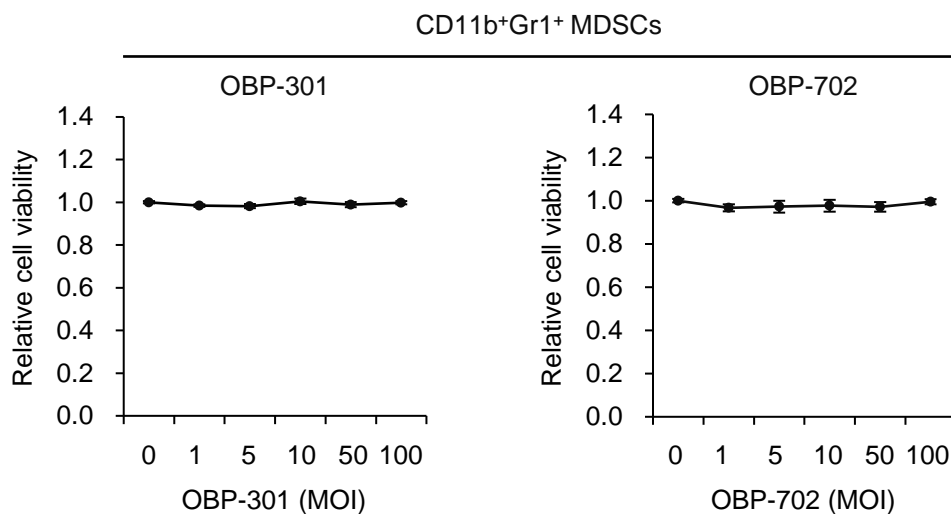 CD11b⁺Gr1⁺ MDSCs
OBP-301
Relative cell viability
1.4
1.2
1.0
0.8
0.6
0.4
0.2
0.0
0 1 5 10 50 100
OBP-301 (MOI)
OBP-702
Relative cell viability
1.4
1.2
1.0
0.8
0.6
0.4
0.2
0.0
0 1 5 10 50 100
OBP-702 (MOI)